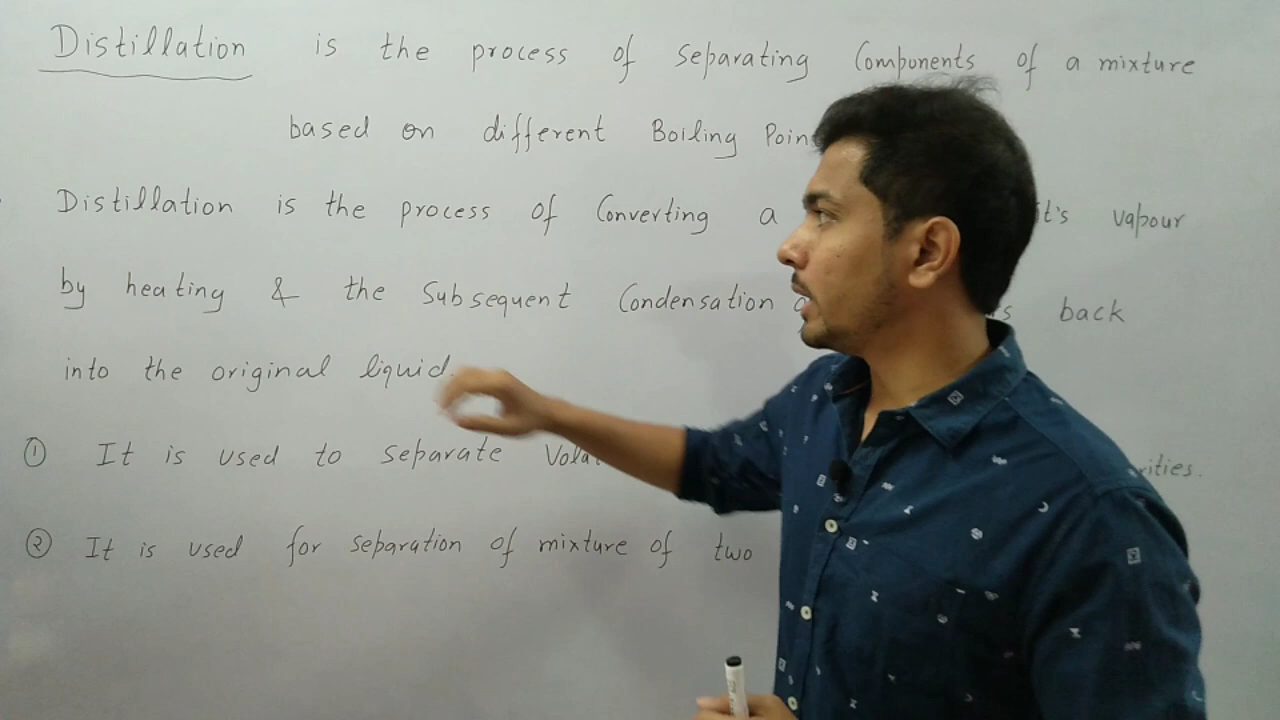 Distillation is the process of separating Components of a mixture
based on different Boiling
Distillation is the process of Converting a it's vapour
by heating & the Subsequent Condensation back
into the original liquid.
① It is used to separate
② It is used for separation of mixture of two